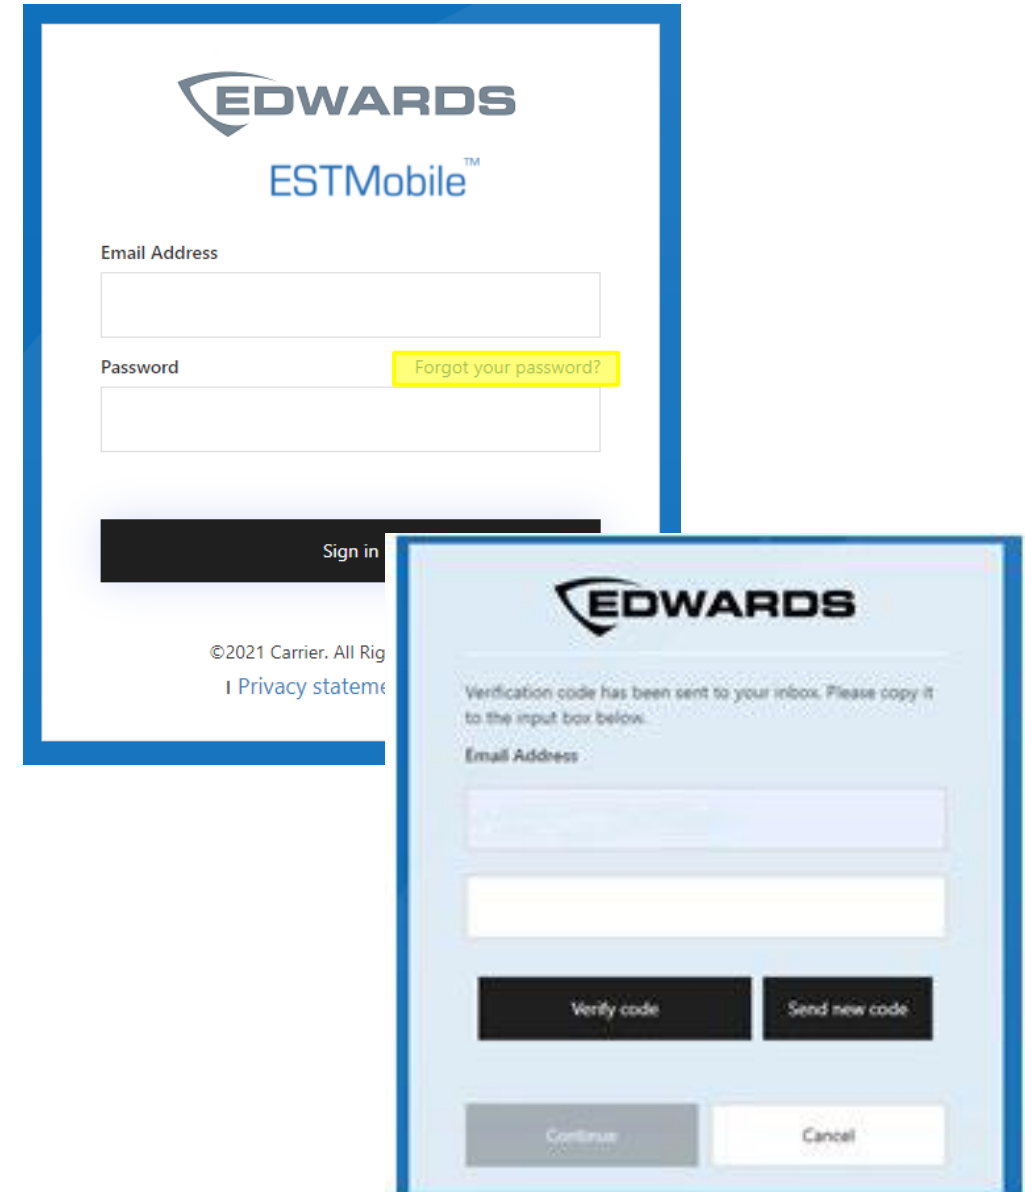 EDWARDS
ESTMobile™
Email Address
Password
Forgot your password?
Sign in
©2021 Carrier. All Rig
I Privacy stateme
EDWARDS
Verification code has been sent to your inbox. Please copy it
to the input box below.
Email Address
Verify code
Send new code
Continue
Cancel